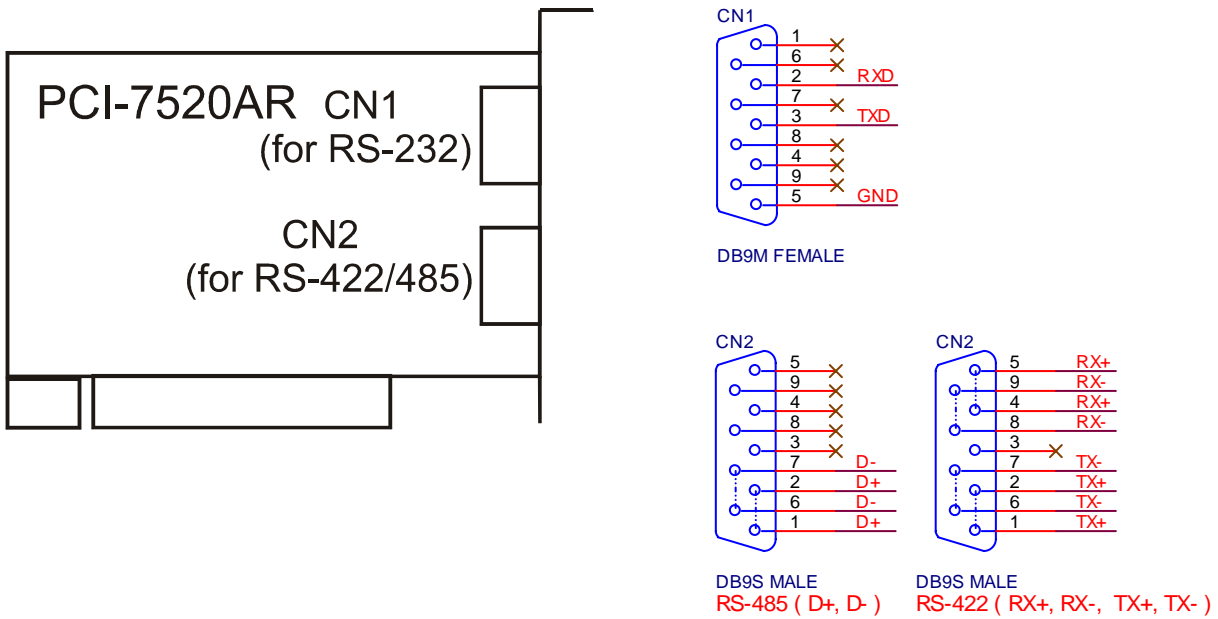 PCI-7520AR CN1
(for RS-232)
CN2
(for RS-422/485)
CN1
1
6
2 RXD
7
3 TXD
8
4
9
5 GND
DB9M FEMALE
CN2
5
9
4
8
3
7 D-
2 D+
6 D-
1 D+
DB9S MALE
RS-485 ( D+, D- )
CN2
5 RX+
9 RX-
4 RX+
8 RX-
3
7 TX-
2 TX+
6 TX-
1 TX+
DB9S MALE
RS-422 ( RX+, RX-, TX+, TX- )